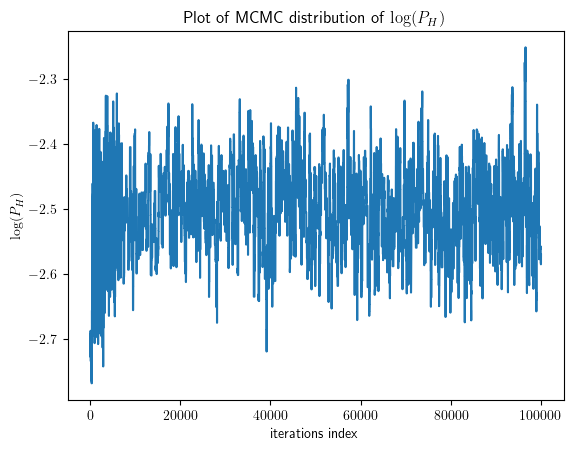 Plot of MCMC distribution of log(P_H)
log(P_H)
−2.3
−2.4
−2.5
−2.6
−2.7
0 20000 40000 60000 80000 100000
iterations index